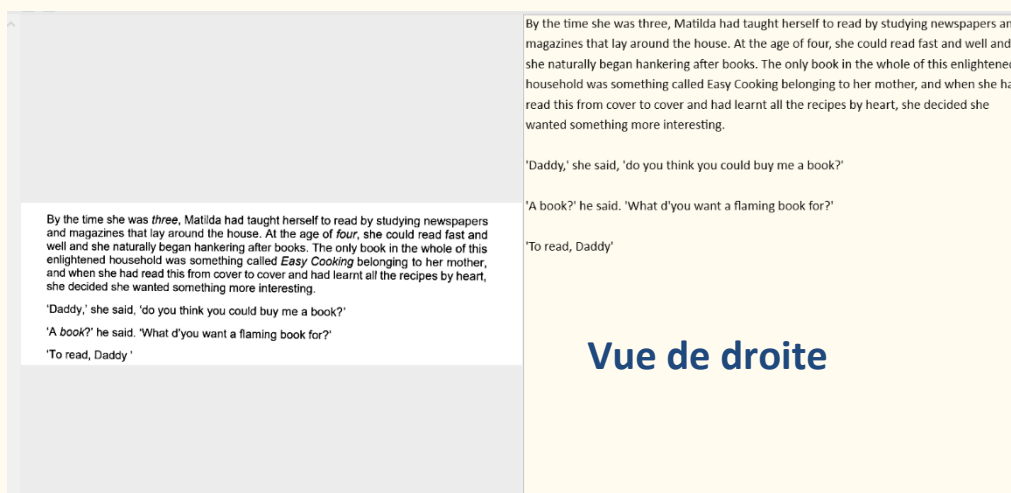 By the time she was three, Matilda had taught herself to read by studying newspapers
and magazines that lay around the house. At the age of four, she could read fast and
well and she naturally began hankering after books. The only book in the whole of this
enlightened household was something called Easy Cooking belonging to her mother,
and when she had read this from cover to cover and had learnt all the recipes by heart,
she decided she wanted something more interesting.
'Daddy,' she said, 'do you think you could buy me a book?'
'A book?' he said. 'What d'you want a flaming book for?'
'To read, Daddy '
By the time she was three, Matilda had taught herself to read by studying newspapers an
magazines that lay around the house. At the age of four, she could read fast and well and
she naturally began hankering after books. The only book in the whole of this enlightened
household was something called Easy Cooking belonging to her mother, and when she ha
read this from cover to cover and had learnt all the recipes by heart, she decided she
wanted something more interesting.
'Daddy,' she said, 'do you think you could buy me a book?'
'A book?' he said. 'What d'you want a flaming book for?'
'To read, Daddy'
Vue de droite